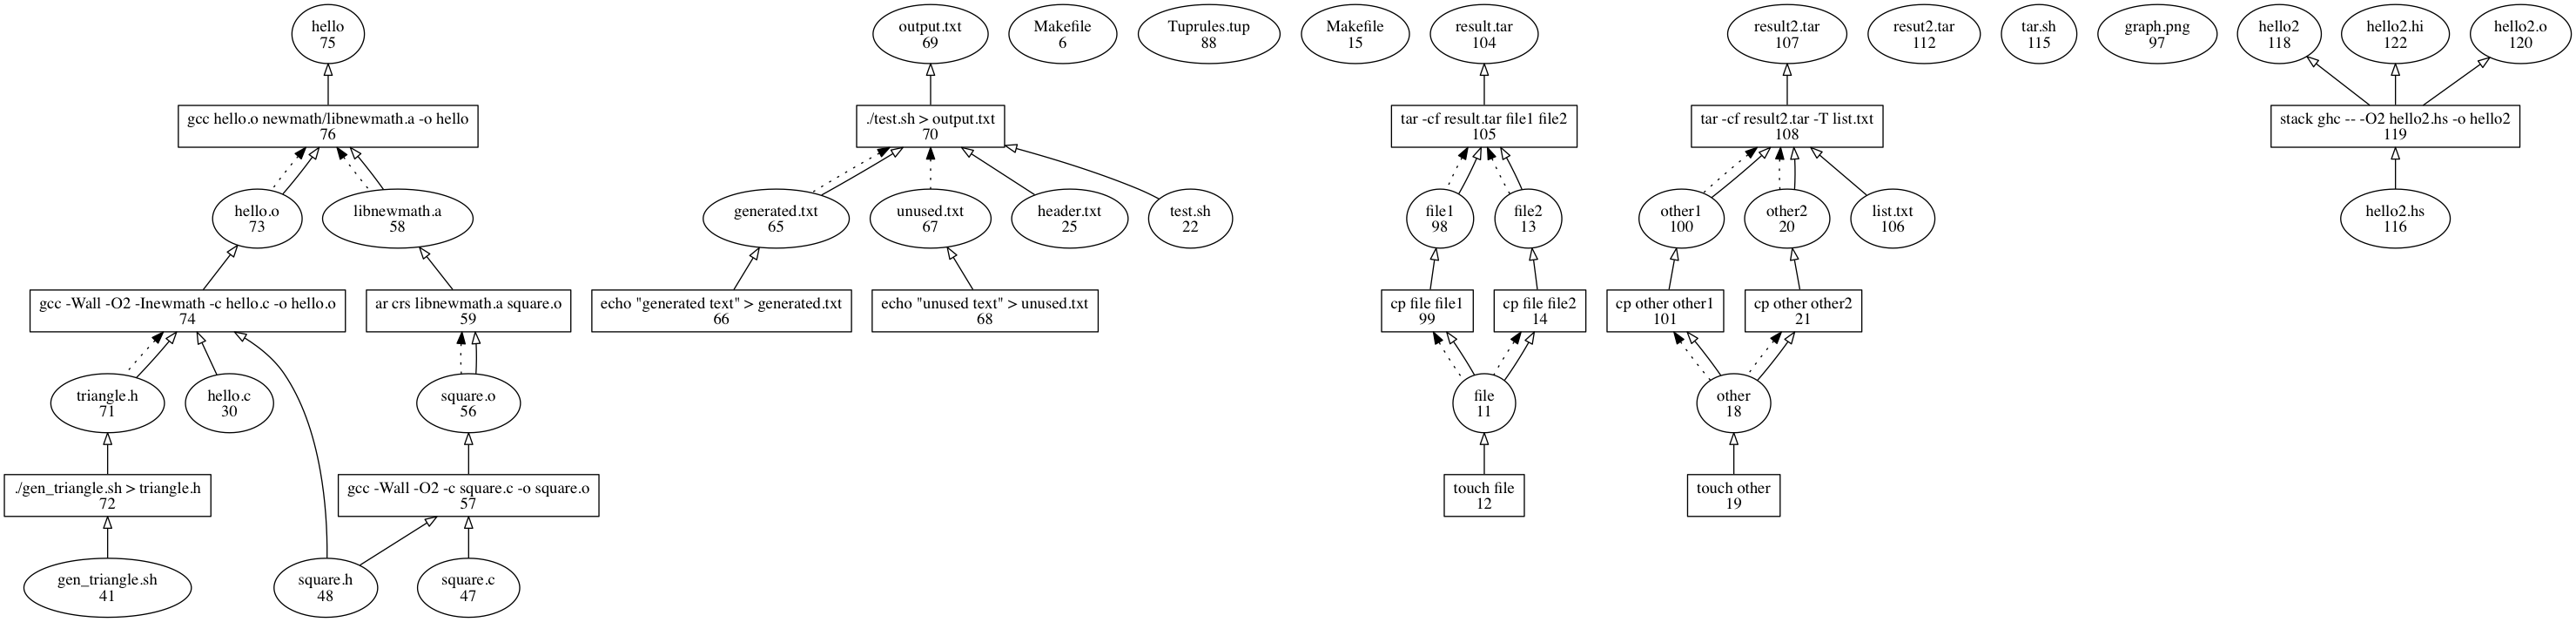 hello
75
output.txt
69
Makefile
6
Tuprules.tup
88
Makefile
15
result.tar
104
result2.tar
107
resut2.tar
112
tar.sh
115
graph.png
97
hello2
118
hello2.hi
122
hello2.o
120
gcc hello.o newmath/libnewmath.a -o hello
76
./test.sh > output.txt
70
tar -cf result.tar file1 file2
105
tar -cf result2.tar -T list.txt
108
stack ghc -- -O2 hello2.hs -o hello2
119
hello.o
73
libnewmath.a
58
generated.txt
65
unused.txt
67
header.txt
25
test.sh
22
file1
98
file2
13
other1
100
other2
20
list.txt
106
hello2.hs
116
gcc -Wall -O2 -Inewmath -c hello.c -o hello.o
74
ar crs libnewmath.a square.o
59
echo "generated text" > generated.txt
66
echo "unused text" > unused.txt
68
cp file file1
99
cp file file2
14
cp other other1
101
cp other other2
21
triangle.h
71
hello.c
30
square.o
56
file
11
other
18
./gen_triangle.sh > triangle.h
72
gcc -Wall -O2 -c square.c -o square.o
57
touch file
12
touch other
19
gen_triangle.sh
41
square.h
48
square.c
47